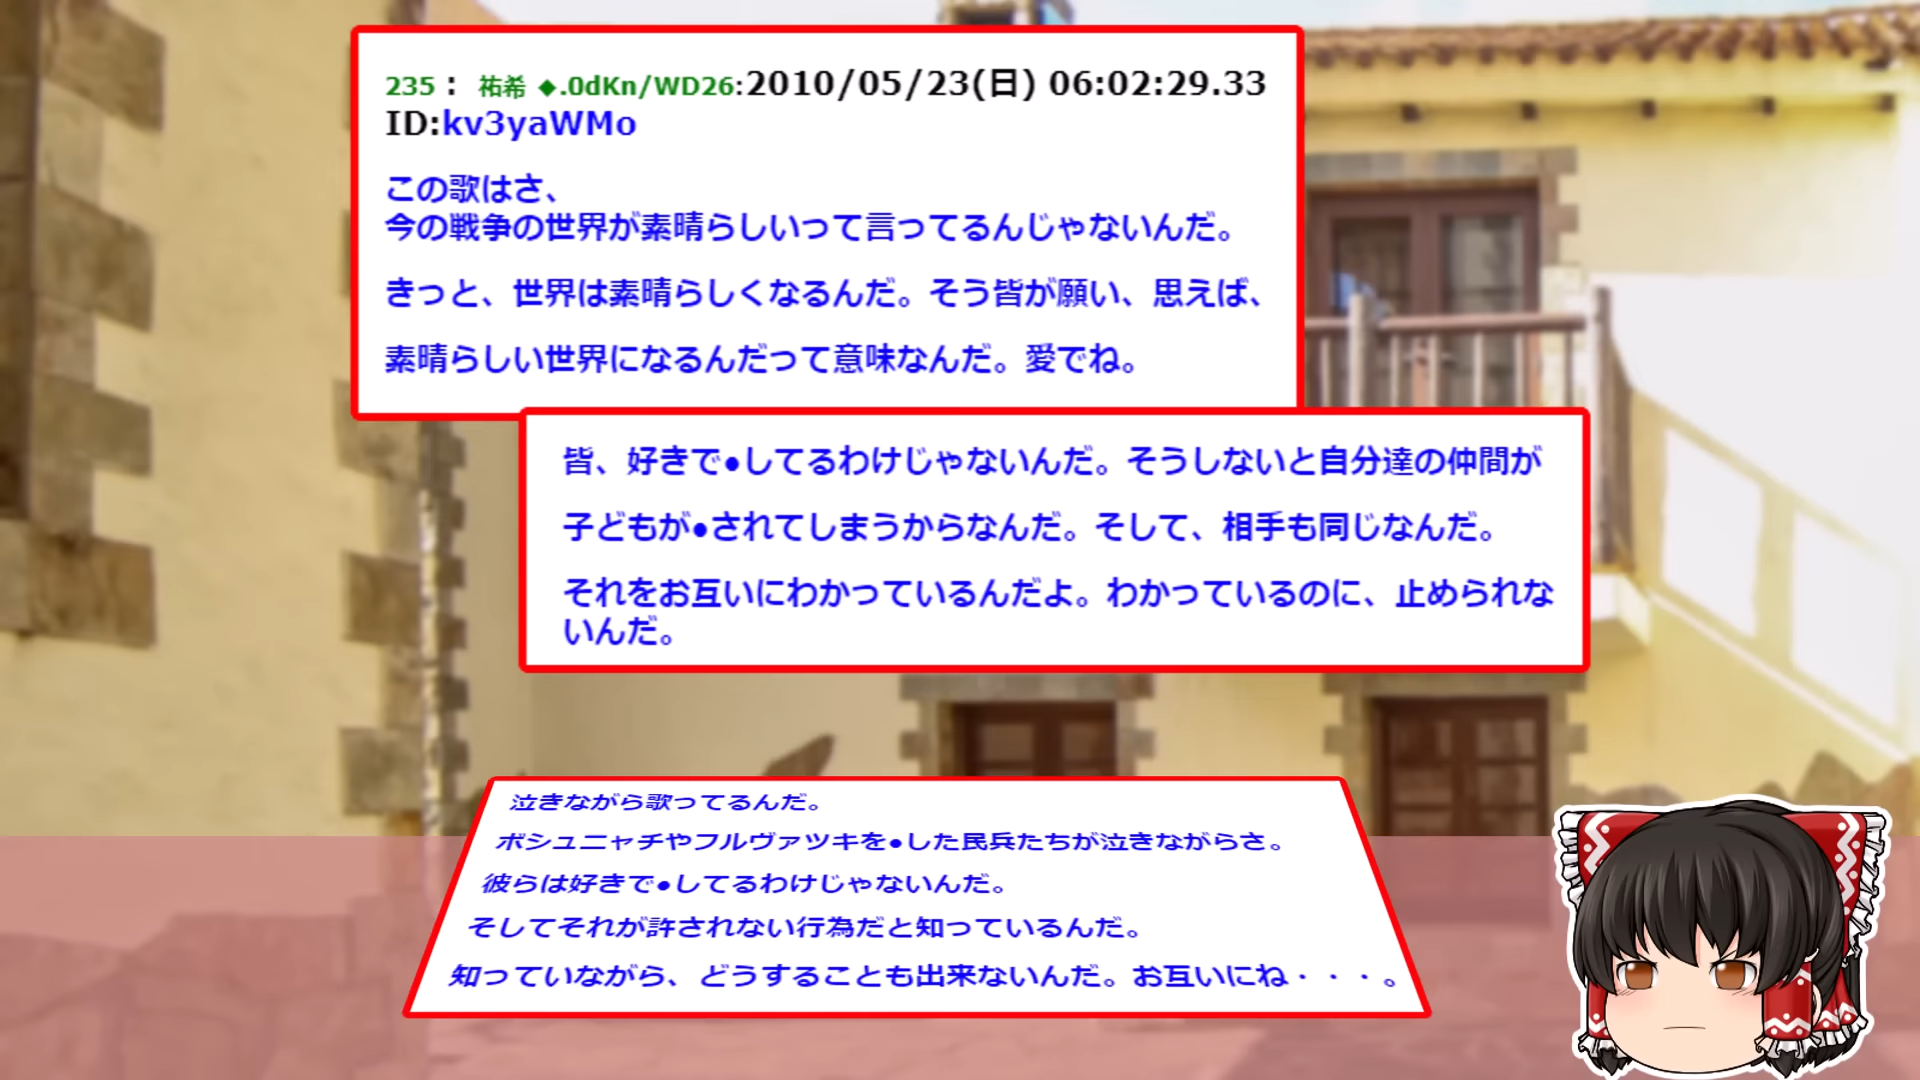 235： 祐希 ◆.0dKn/WD26:2010/05/23(日) 06:02:29.33
ID:kv3yaWMo
この歌はさ、
今の戦争の世界が素晴らしいって言ってるんじゃないんだ。
きっと、世界は素晴らしくなるんだ。そう皆が願い、思えば、
素晴らしい世界になるんだって意味なんだ。愛でね。
皆、好きで●してるわけじゃないんだ。そうしないと自分達の仲間が
子どもが●されてしまうからなんだ。そして、相手も同じなんだ。
それをお互いにわかっているんだよ。わかっているのに、止められな
いんだ。
泣きながら歌ってるんだ。
ボシュニャチやフルヴァツキを●した民兵たちが泣きながらさ。
彼らは好きで●してるわけじゃないんだ。
そしてそれが許されない行為だと知っているんだ。
知っていながら、どうすることも出来ないんだ。お互いにね・・・。